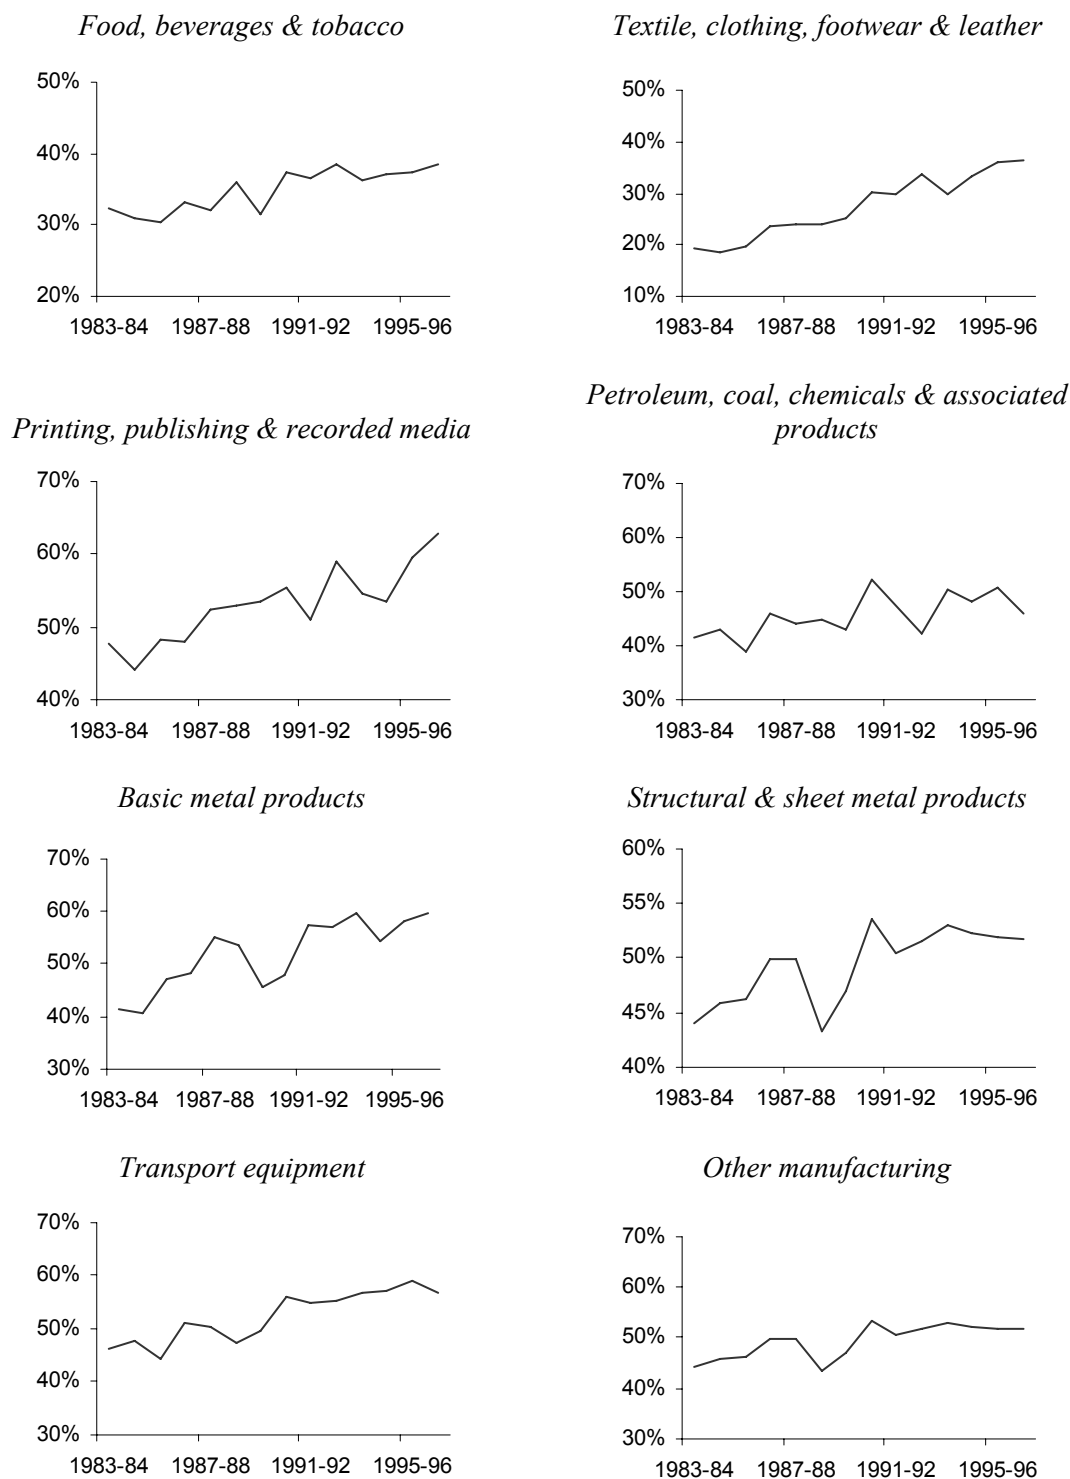 Food, beverages & tobacco
50%
40%
30%
20%
1983-84 1987-88 1991-92 1995-96
Textile, clothing, footwear & leather
50%
40%
30%
20%
10%
1983-84 1987-88 1991-92 1995-96
Printing, publishing & recorded media
70%
60%
50%
40%
1983-84 1987-88 1991-92 1995-96
Petroleum, coal, chemicals & associated
products
70%
60%
50%
40%
30%
1983-84 1987-88 1991-92 1995-96
Basic metal products
70%
60%
50%
40%
30%
1983-84 1987-88 1991-92 1995-96
Structural & sheet metal products
60%
55%
50%
45%
40%
1983-84 1987-88 1991-92 1995-96
Transport equipment
70%
60%
50%
40%
30%
1983-84 1987-88 1991-92 1995-96
Other manufacturing
70%
60%
50%
40%
30%
1983-84 1987-88 1991-92 1995-96